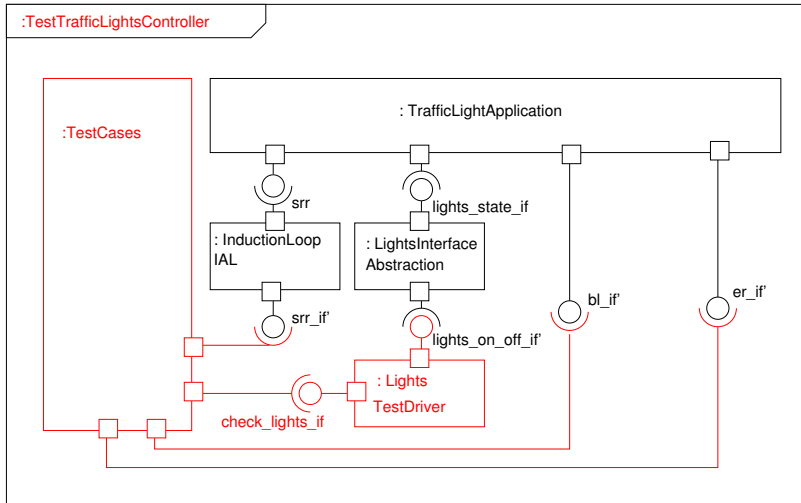 :TestTrafficLightsController
: TrafficLightApplication
:TestCases
srr
lights_state_if
: InductionLoop
IAL
: LightsInterface
Abstraction
bl_if'
er_if'
srr_if'
lights_on_off_if'
: Lights
TestDriver
check_lights_if